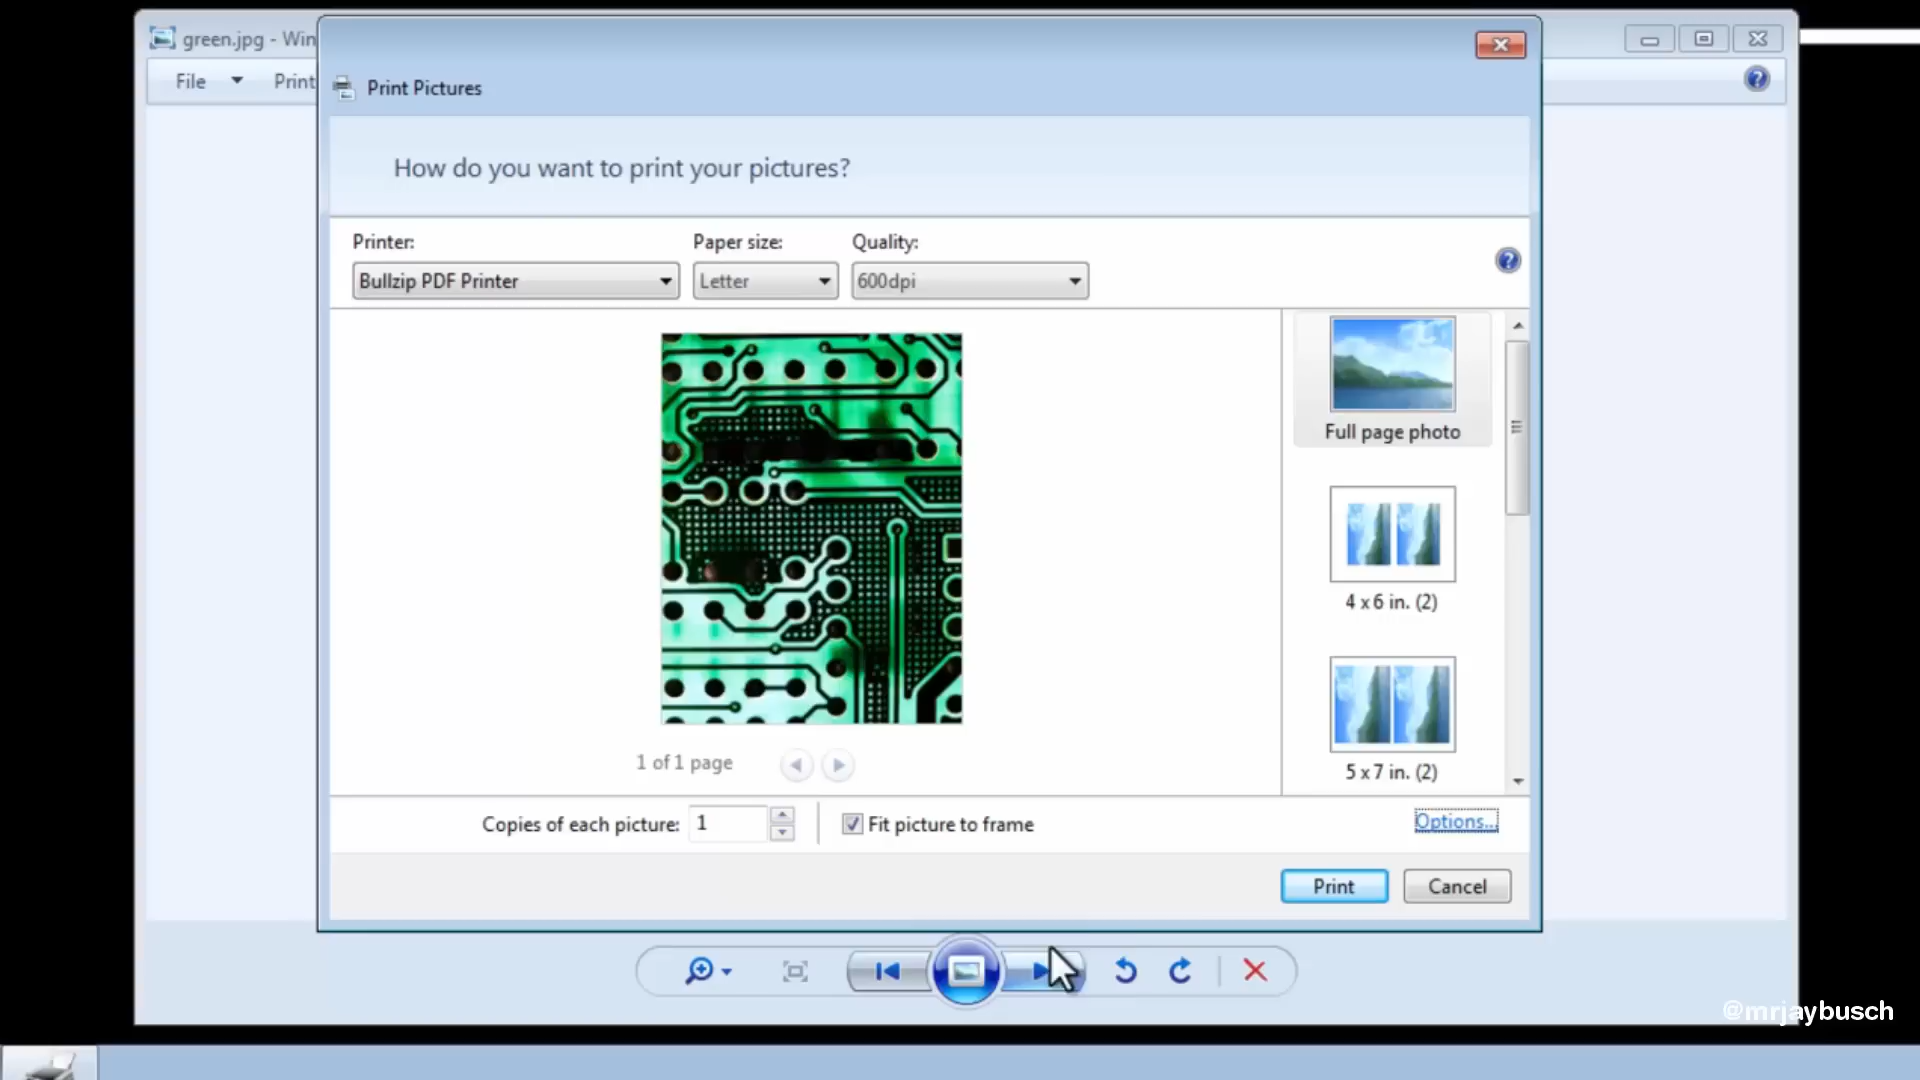 green.jpg - Win
File
Print
Print Pictures
How do you want to print your pictures?
Printer:
Paper size:
Quality:
Bullzip PDF Printer
Letter
600dpi
Full page photo
4 x 6 in. (2)
5 x 7 in. (2)
1 of 1 page
Copies of each picture: 1
Fit picture to frame
Options...
Print
Cancel
@mrjaybusch